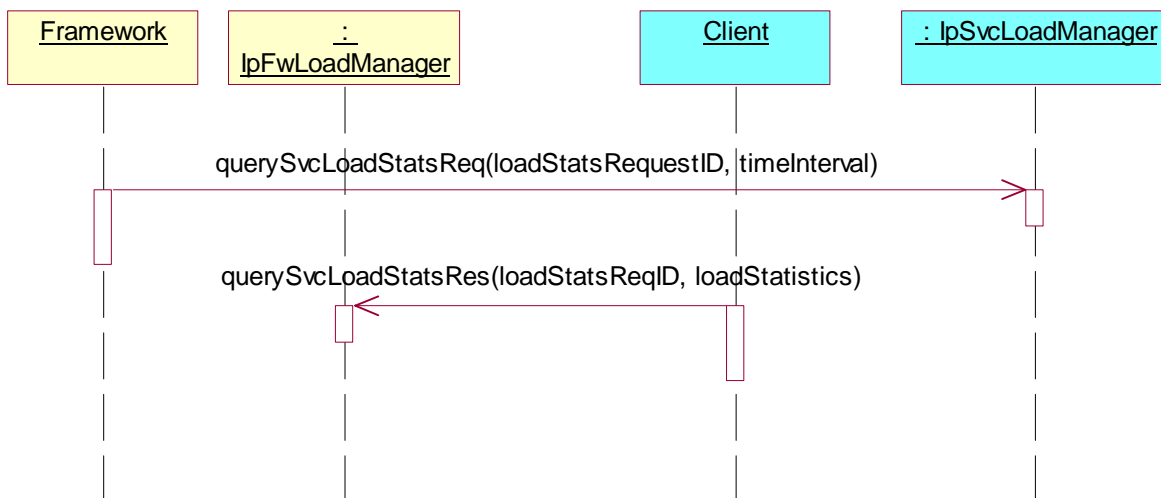 Framework
:
IpFwLoadManager
Client
: IpSvcLoadManager
querySvcLoadStatsReq(loadStatsRequestID, timeInterval)
querySvcLoadStatsRes(loadStatsReqID, loadStatistics)